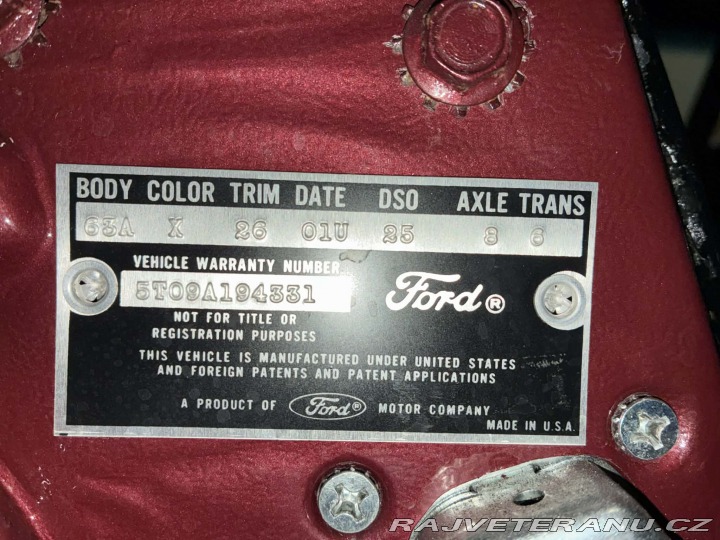 BODY COLOR TRIM DATE DSO AXLE TRANS
63A X 26 01U 25 8 6
VEHICLE WARRANTY NUMBER
5T09A194331
Ford®
NOT FOR TITLE OR
REGISTRATION PURPOSES
THIS VEHICLE IS MANUFACTURED UNDER UNITED STATES
AND FOREIGN PATENTS AND PATENT APPLICATIONS
A PRODUCT OF Ford® MOTOR COMPANY
MADE IN U.S.A.
RAJVETERANU.CZ